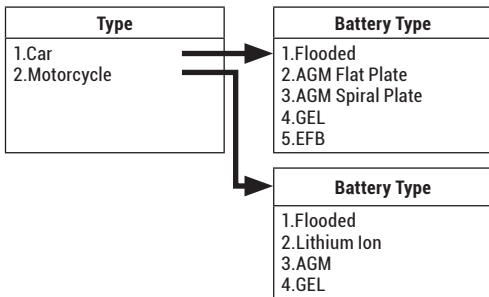 Type
1.Car
2.Motorcycle
Battery Type
1.Flooded
2.AGM Flat Plate
3.AGM Spiral Plate
4.GEL
5.EFB
Battery Type
1.Flooded
2.Lithium Ion
3.AGM
4.GEL